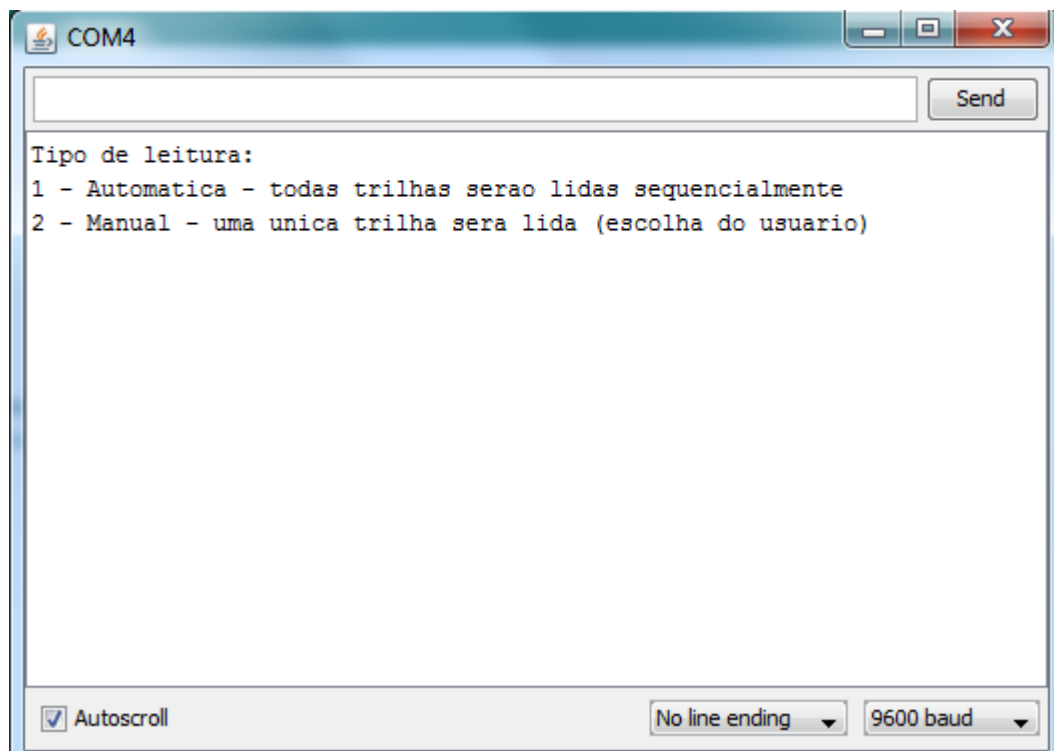 COM4
Send
Tipo de leitura:
1 - Automatica - todas trilhas serao lidas sequencialmente
2 - Manual - uma unica trilha sera lida (escolha do usuario)
Autoscroll
No line ending
9600 baud